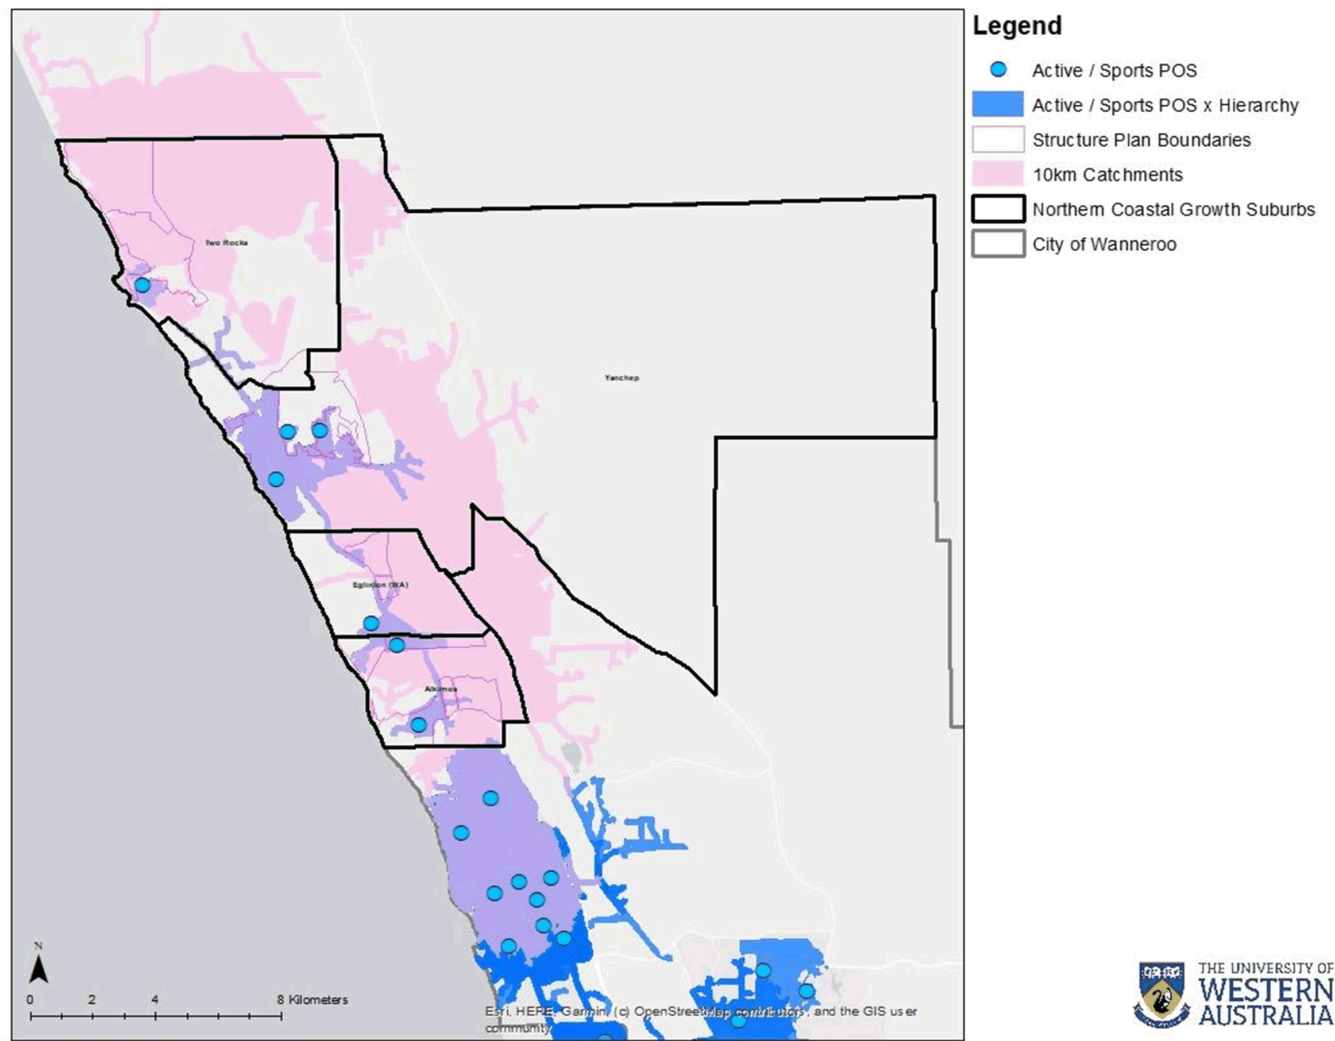 Legend
Active / Sports POS
Active / Sports POS x Hierarchy
Structure Plan Boundaries
10km Catchments
Northern Coastal Growth Suburbs
City of Wanneroo
Two Rocks
Yanchep
Eglinton (WA)
Alkimos
N
0 2 4 8 Kilometers
Esri, HERE, Garmin, (c) OpenStreetMap contributors, and the GIS user
community
THE UNIVERSITY OF
WESTERN
AUSTRALIA